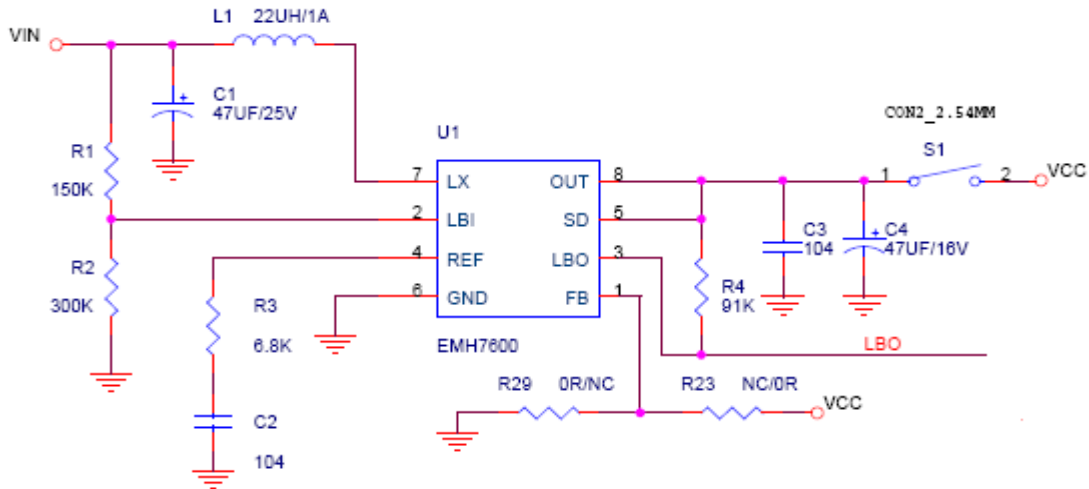 L1 22UH/1A
VIN
C1
47UF/25V
CON2_2.54MM
U1
S1
R1
150K
7 LX OUT 8
1 2 VCC
2 LBI SD 5
C3
104
C4
47UF/16V
4 REF LBO 3
R2
300K
R4
91K
6 GND FB 1
R3
6.8K
EMH7600
LBO
R29 0R/NC
R23 NC/0R
VCC
C2
104